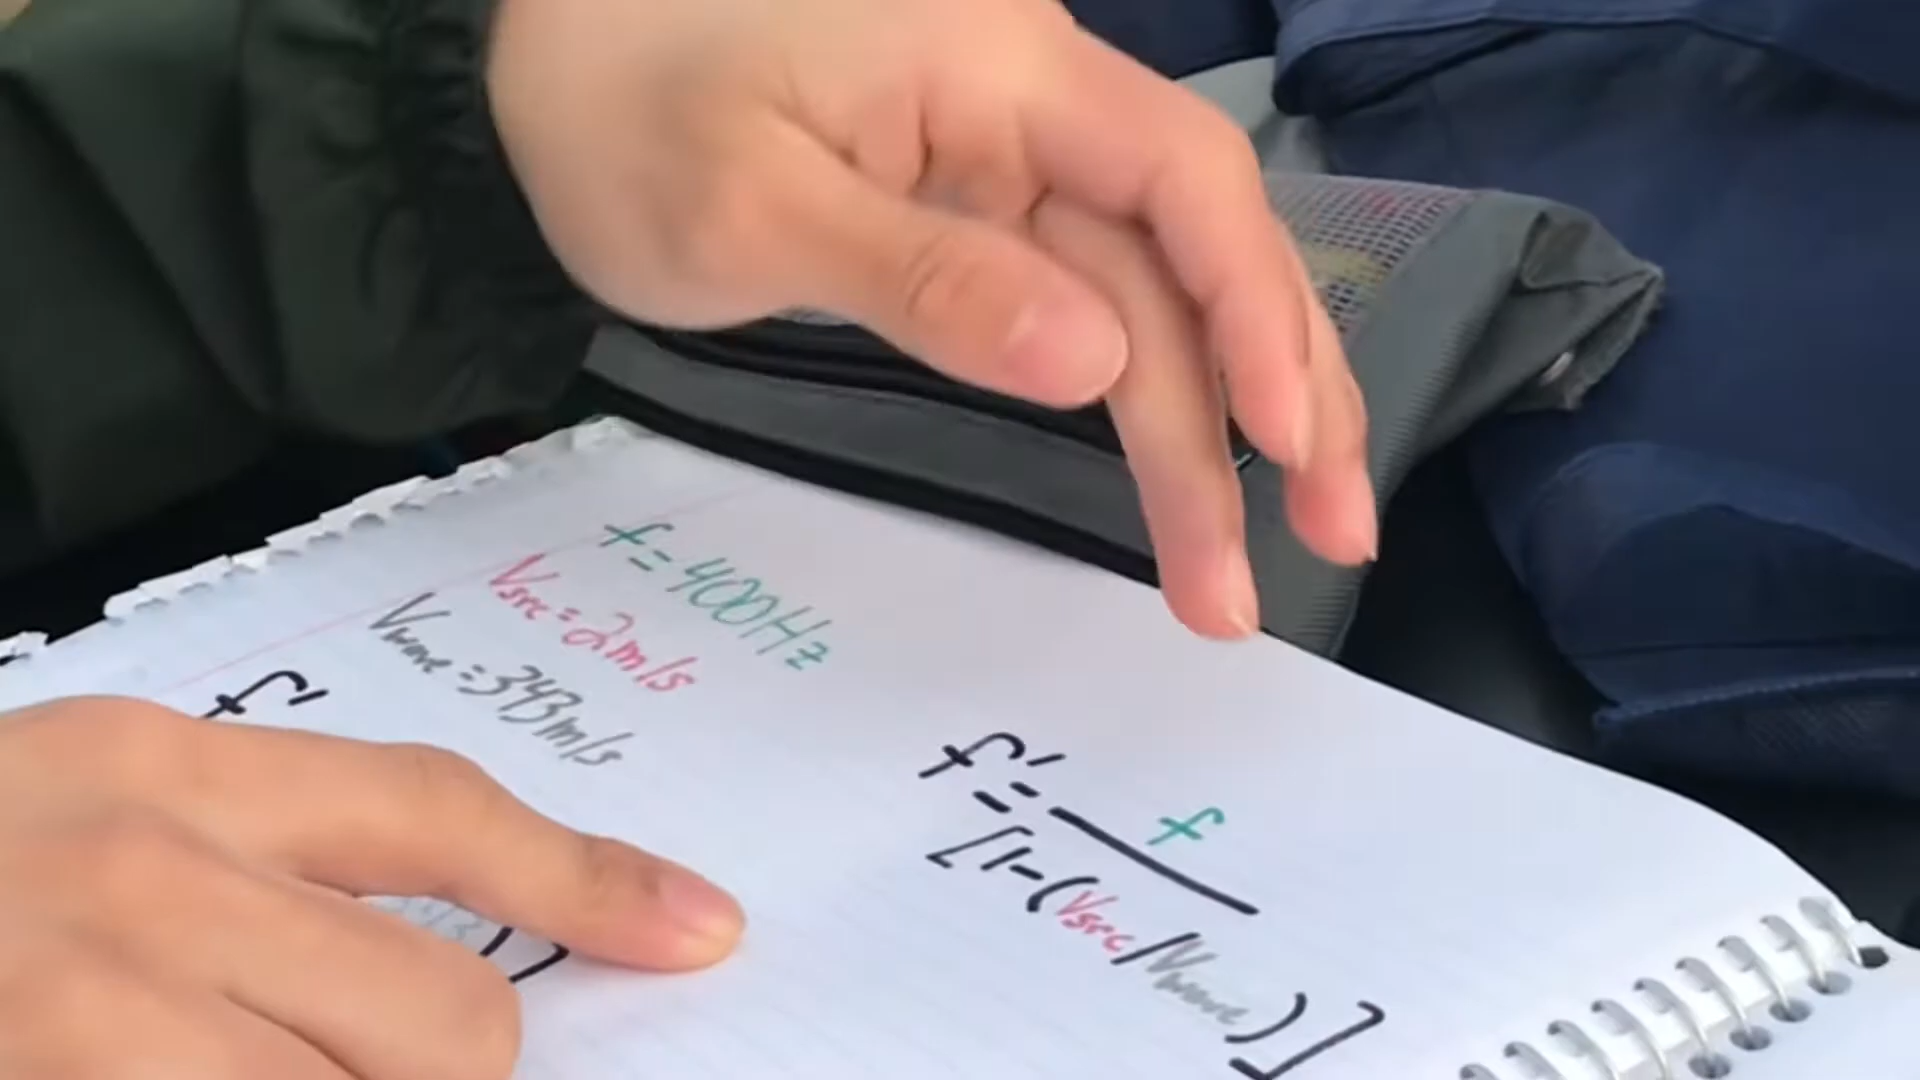 f=400Hz
Vsrc=2m/s
Vwave=343m/s
f'
)]
f'=
f
[1-(Vsrc/Vwave)]